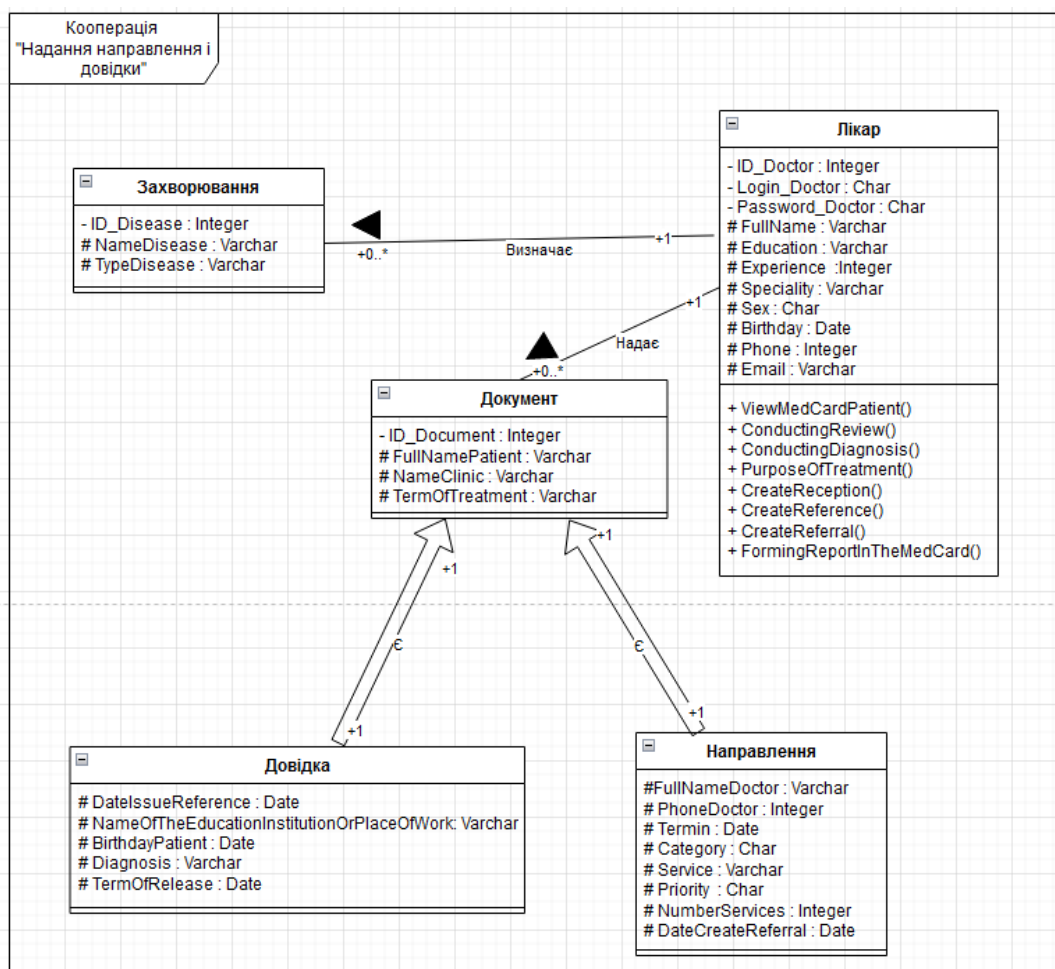 Кооперація
"Надання направлення і
довідки"
Лікар
- ID_Doctor : Integer
- Login_Doctor : Char
- Password_Doctor : Char
# FullName : Varchar
# Education : Varchar
# Experience :Integer
# Speciality : Varchar
# Sex : Char
# Birthday : Date
# Phone : Integer
# Email : Varchar
+ ViewMedCardPatient()
+ ConductingReview()
+ ConductingDiagnosis()
+ PurposeOfTreatment()
+ CreateReception()
+ CreateReference()
+ CreateReferral()
+ FormingReportInTheMedCard()
Захворювання
- ID_Disease : Integer
# NameDisease : Varchar
# TypeDisease : Varchar
+0..*
Визначає
+1
+1
Надає
+0..*
Документ
- ID_Document : Integer
# FullNamePatient : Varchar
# NameClinic : Varchar
# TermOfTreatment : Varchar
+1
+1
Є
Є
+1
+1
Довідка
# DateIssueReference : Date
# NameOfTheEducationInstitutionOrPlaceOfWork: Varchar
# BirthdayPatient : Date
# Diagnosis : Varchar
# TermOfRelease : Date
Направлення
#FullNameDoctor : Varchar
# PhoneDoctor : Integer
# Termin : Date
# Category : Char
# Service : Varchar
# Priority : Char
# NumberServices : Integer
# DateCreateReferral : Date